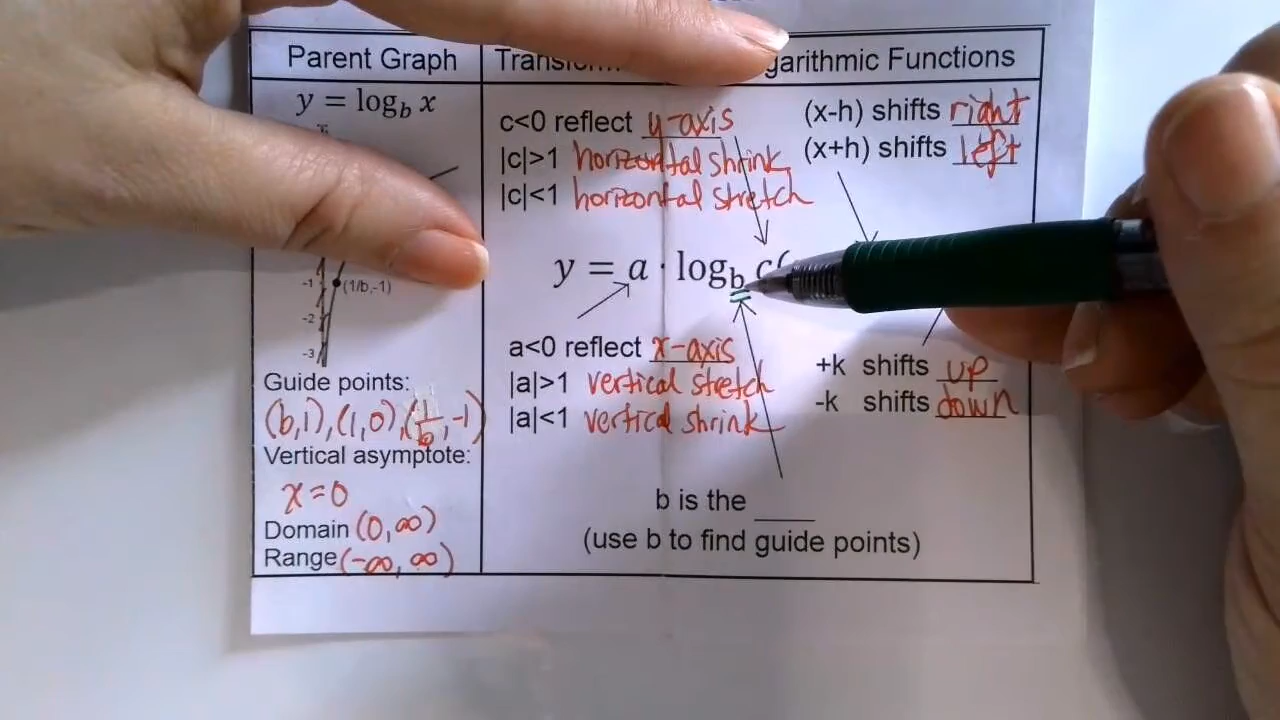 Parent Graph
y = log_b x
-1
(1/b,-1)
-2
-3
Guide points:
(b,1),(1,0),(1/b,-1)
Vertical asymptote:
x=0
Domain (0,∞)
Range (-∞,∞)
Functions
c<0 reflect y-axis
|c|>1 horizontal shrink
|c|<1 horizontal stretch
(x-h) shifts right
(x+h) shifts left
y = a · log_b c(
a<0 reflect x-axis
|a|>1 vertical stretch
|a|<1 vertical shrink
+k shifts up
-k shifts down
b is the ____
(use b to find guide points)